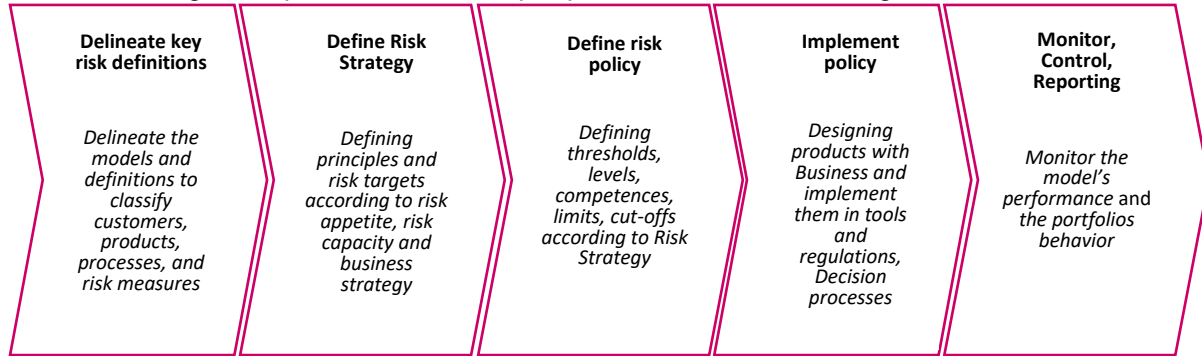 Delineate key
risk definitions
Delineate the
models and
definitions to
classify
customers,
products,
processes, and
risk measures
Define Risk
Strategy
Defining
principles and
risk targets
according to risk
appetite, risk
capacity and
business
strategy
Define risk
policy
Defining
thresholds,
levels,
competences,
limits, cut-offs
according to Risk
Strategy
Implement
policy
Designing
products with
Business and
implement
them in tools
and
regulations,
Decision
processes
Monitor,
Control,
Reporting
Monitor the
model's
performance and
the portfolios
behavior